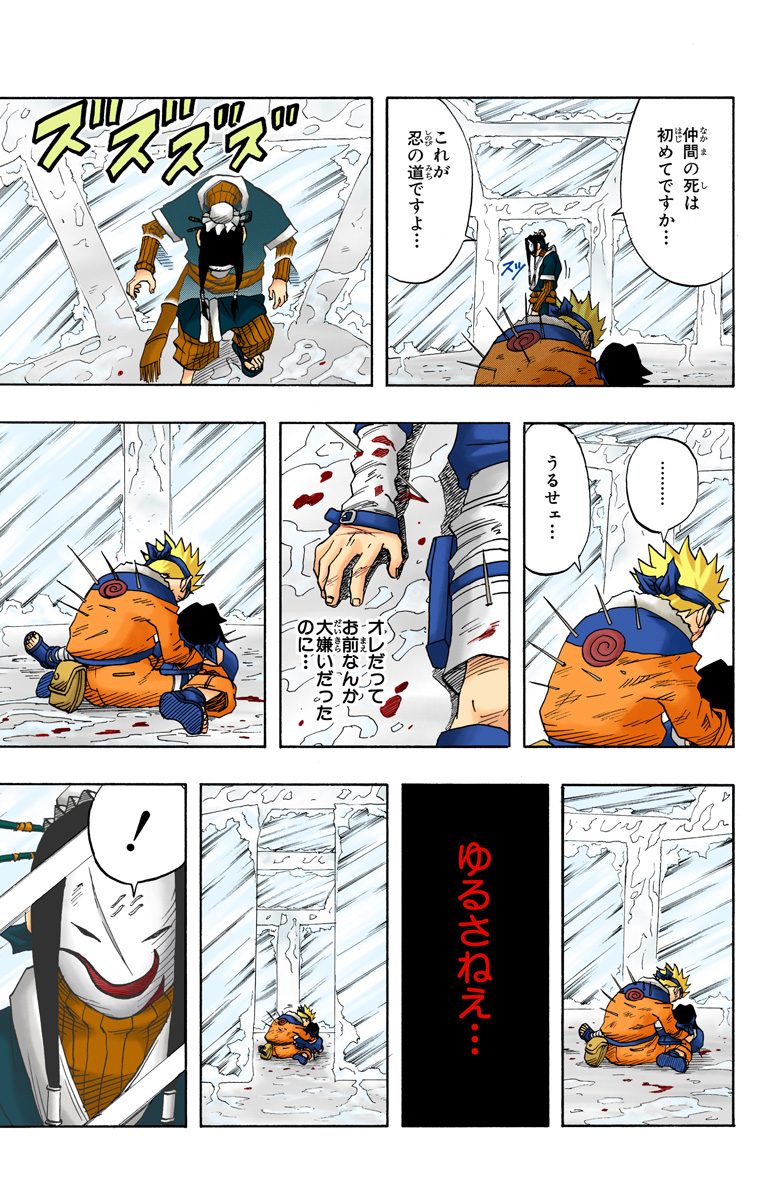 仲間の死は
初めてですか…
これが
忍の道ですよ…
スッ
ズズズズ
………
うるせェ…
オレだって
お前なんか
大嫌いだった
のに…
ゆるさねえ…
！